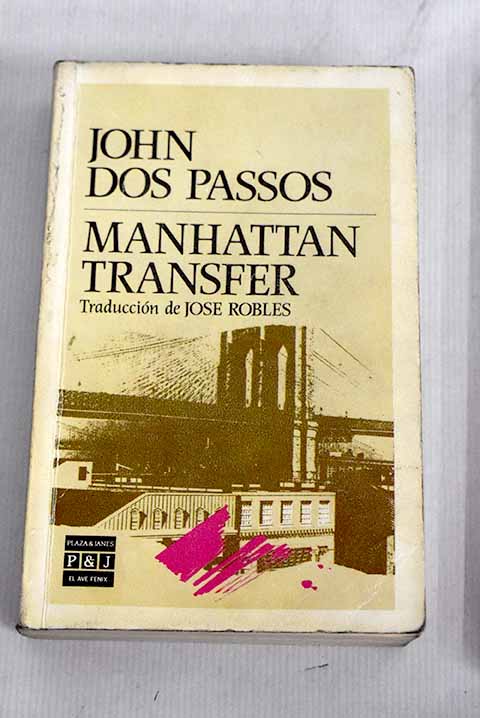 JOHN
DOS PASSOS
MANHATTAN
TRANSFER
Traducción de JOSE ROBLES
PLAZA & JANES
P & J
EL AVE FENIX